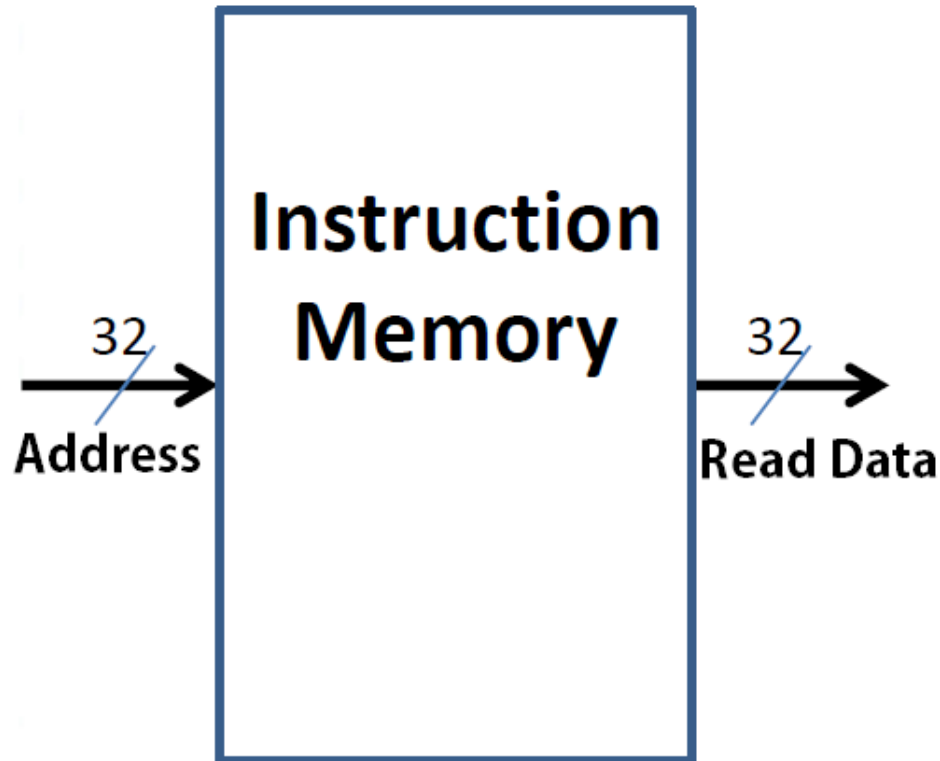 Instruction
Memory
32
32
Address
Read Data